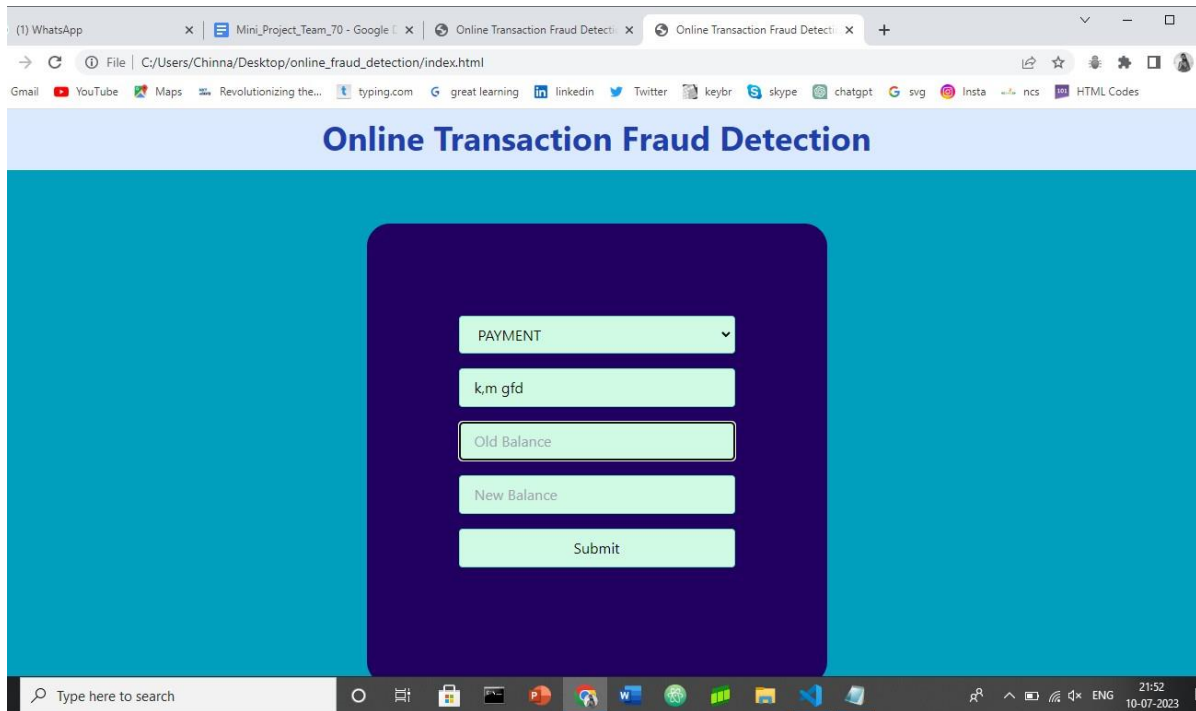 (1) WhatsApp
Mini_Project_Team_70 - Google D
Online Transaction Fraud Detecti
Online Transaction Fraud Detecti
File C:/Users/Chinna/Desktop/online_fraud_detection/index.html
Gmail YouTube Maps Revolutionizing the... typing.com great learning linkedin Twitter keybr skype chatgpt svg Insta ncs HTML Codes
Online Transaction Fraud Detection
PAYMENT
k,m gfd
Old Balance
New Balance
Submit
Type here to search
ENG
21:52
10-07-2023